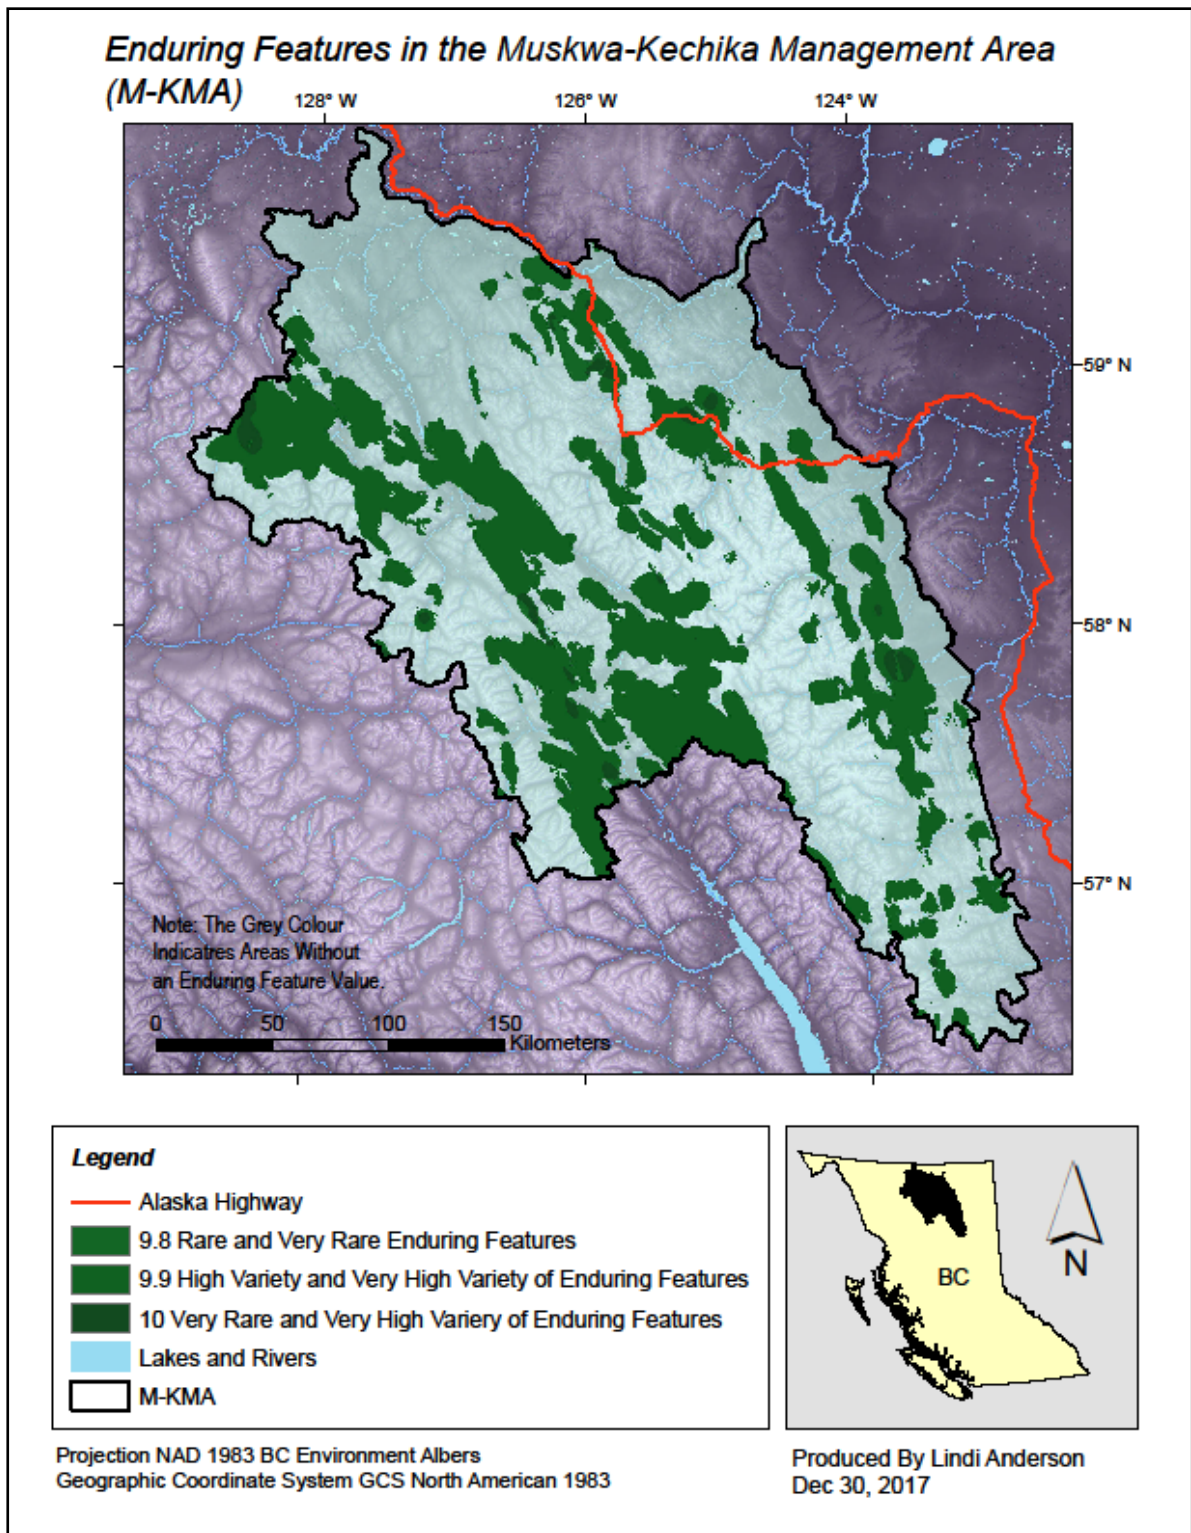 Enduring Features in the Muskwa-Kechika Management Area
(M-KMA)
128° W
126° W
124° W
59° N
58° N
57° N
Note: The Grey Colour
Indicatres Areas Without
an Enduring Feature Value.
0 50 100 150
Kilometers
Legend
Alaska Highway
9.8 Rare and Very Rare Enduring Features
9.9 High Variety and Very High Variety of Enduring Features
10 Very Rare and Very High Variery of Enduring Features
Lakes and Rivers
M-KMA
BC
N
Projection NAD 1983 BC Environment Albers
Geographic Coordinate System GCS North American 1983
Produced By Lindi Anderson
Dec 30, 2017